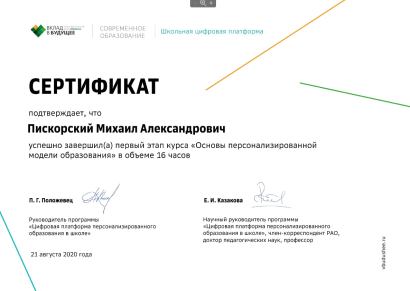 ВКЛАД
В БУДУЩЕЕ
СОВРЕМЕННОЕ
ОБРАЗОВАНИЕ
Школьная цифровая платформа
СЕРТИФИКАТ
подтверждает, что
Пискорский Михаил Александрович
успешно завершил(а) первый этап курса «Основы персонализированной
модели образования» в объеме 16 часов
П. Г. Положевец
Е. И. Казакова
Руководитель программы
«Цифровая платформа персонализированного
образования в школе»
Научный руководитель программы
«Цифровая платформа персонализированного
образования в школе», член-корреспондент РАО,
доктор педагогических наук, профессор
21 августа 2020 года
vbudushee.ru